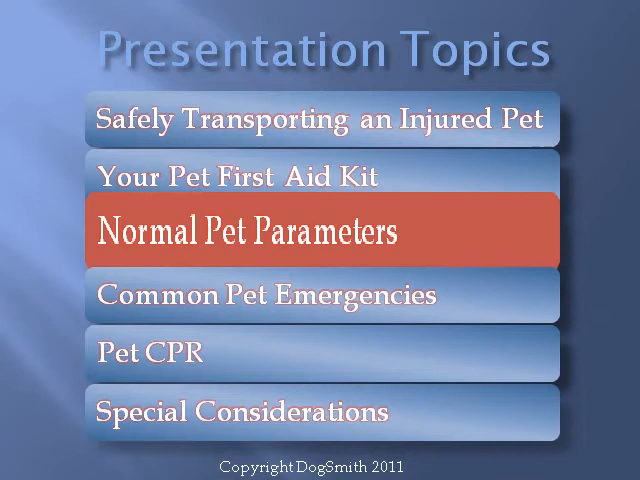 Presentation Topics
Safely Transporting an Injured Pet
Your Pet First Aid Kit
Normal Pet Parameters
Common Pet Emergencies
Pet CPR
Special Considerations
Copyright DogSmith 2011